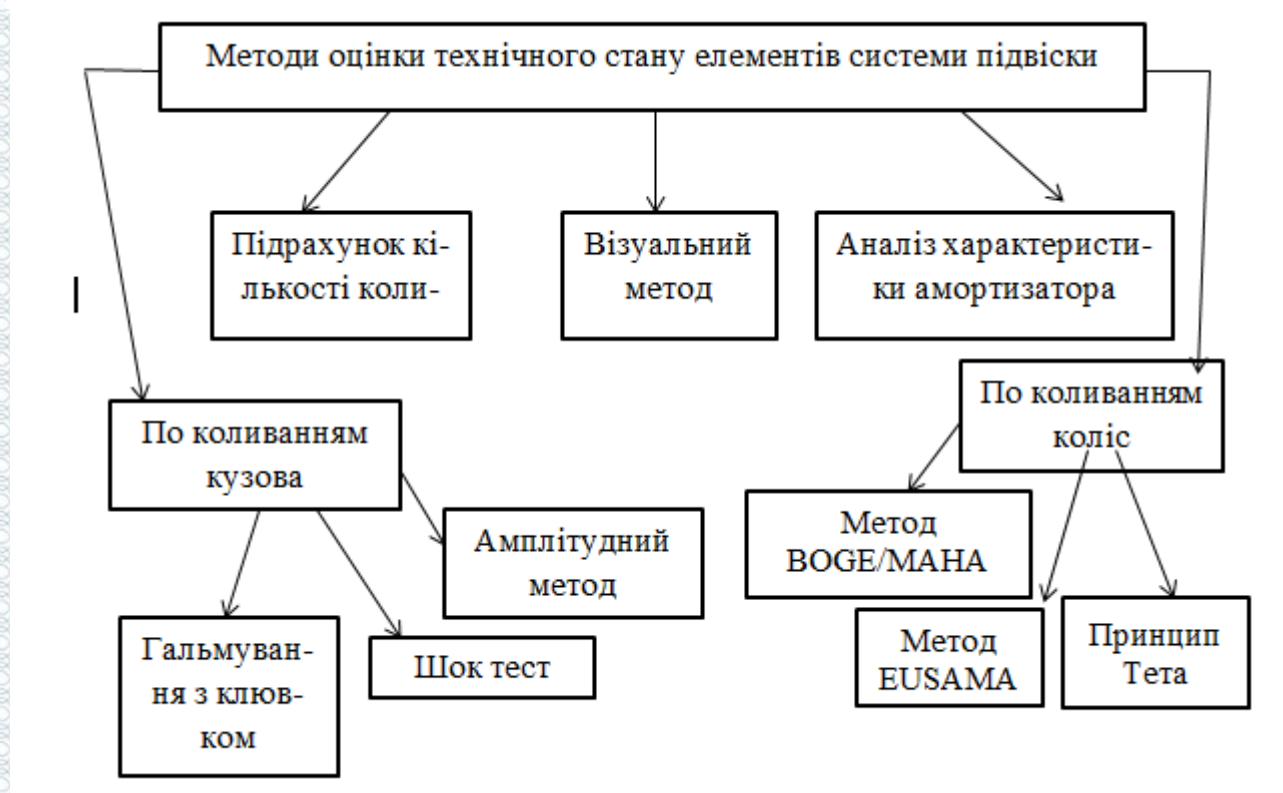 Методи оцінки технічного стану елементів системи підвіски
Підрахунок кі-
лькості коли-
Візуальний
метод
Аналіз характеристи-
ки амортизатора
По коливанням
кузова
По коливанням
коліс
Амплітудний
метод
Метод
BOGE/MAHA
Гальмуван-
ня з клюв-
ком
Шок тест
Метод
EUSAMA
Принцип
Тета